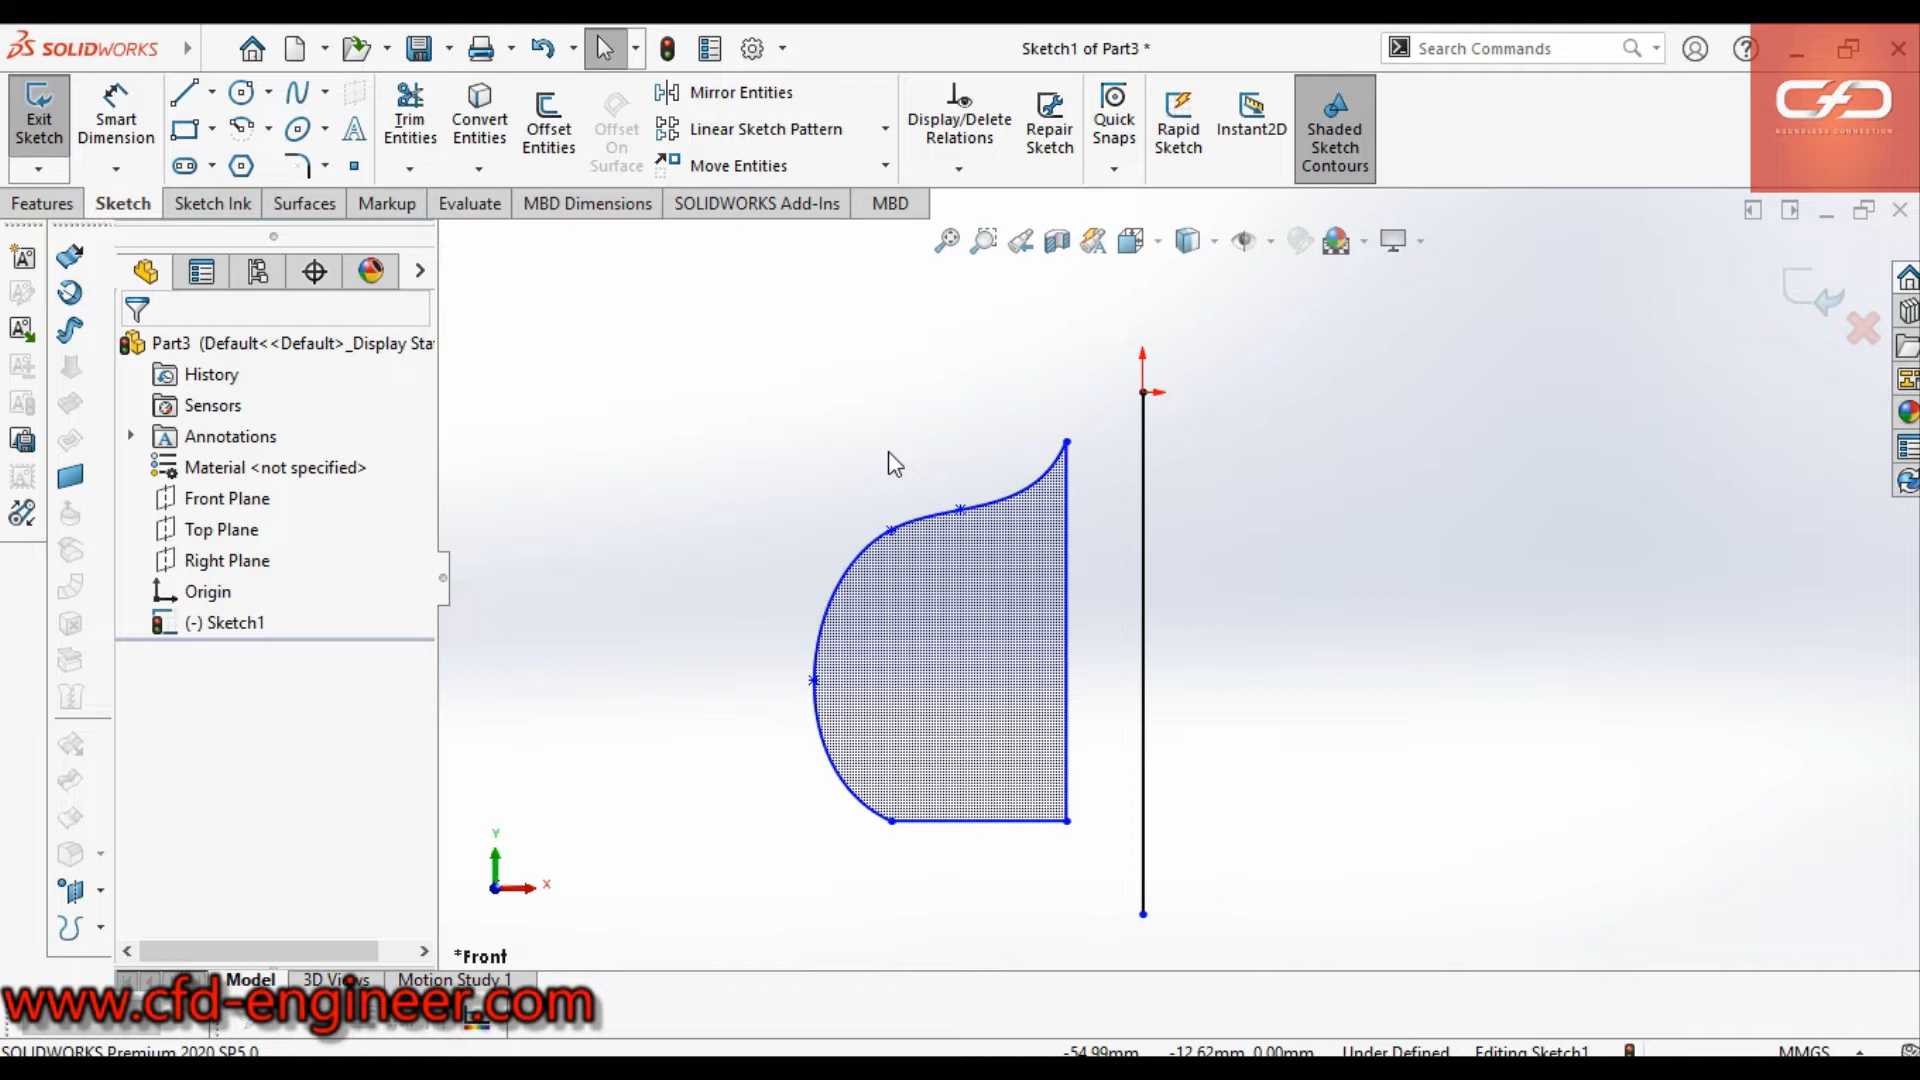 SOLIDWORKS
Sketch1 of Part3 *
Search Commands
Exit Sketch
Smart Dimension
Trim Entities
Convert Entities
Offset Entities
Offset On Surface
Mirror Entities
Linear Sketch Pattern
Move Entities
Display/Delete Relations
Repair Sketch
Quick Snaps
Rapid Sketch
Instant2D
Shaded Sketch Contours
BOUNDLESS CONNECTION
Features
Sketch
Sketch Ink
Surfaces
Markup
Evaluate
MBD Dimensions
SOLIDWORKS Add-Ins
MBD
Part3 (Default<<Default>_Display Sta
History
Sensors
Annotations
Material <not specified>
Front Plane
Top Plane
Right Plane
Origin
(-) Sketch1
Y
X
*Front
Model
3D Views
Motion Study 1
www.cfd-engineer.com
SOLIDWORKS Premium 2020 SP5.0
-54.99mm
-12.62mm
0.00mm
Under Defined
Editing Sketch1
MMGS